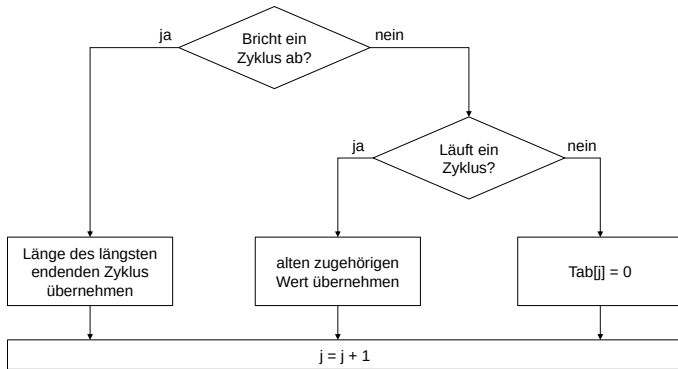 Bricht ein
Zyklus ab?
ja
nein
Läuft ein
Zyklus?
ja
nein
Länge des längsten
endenden Zyklus
übernehmen
alten zugehörigen
Wert übernehmen
Tab[j] = 0
j = j + 1